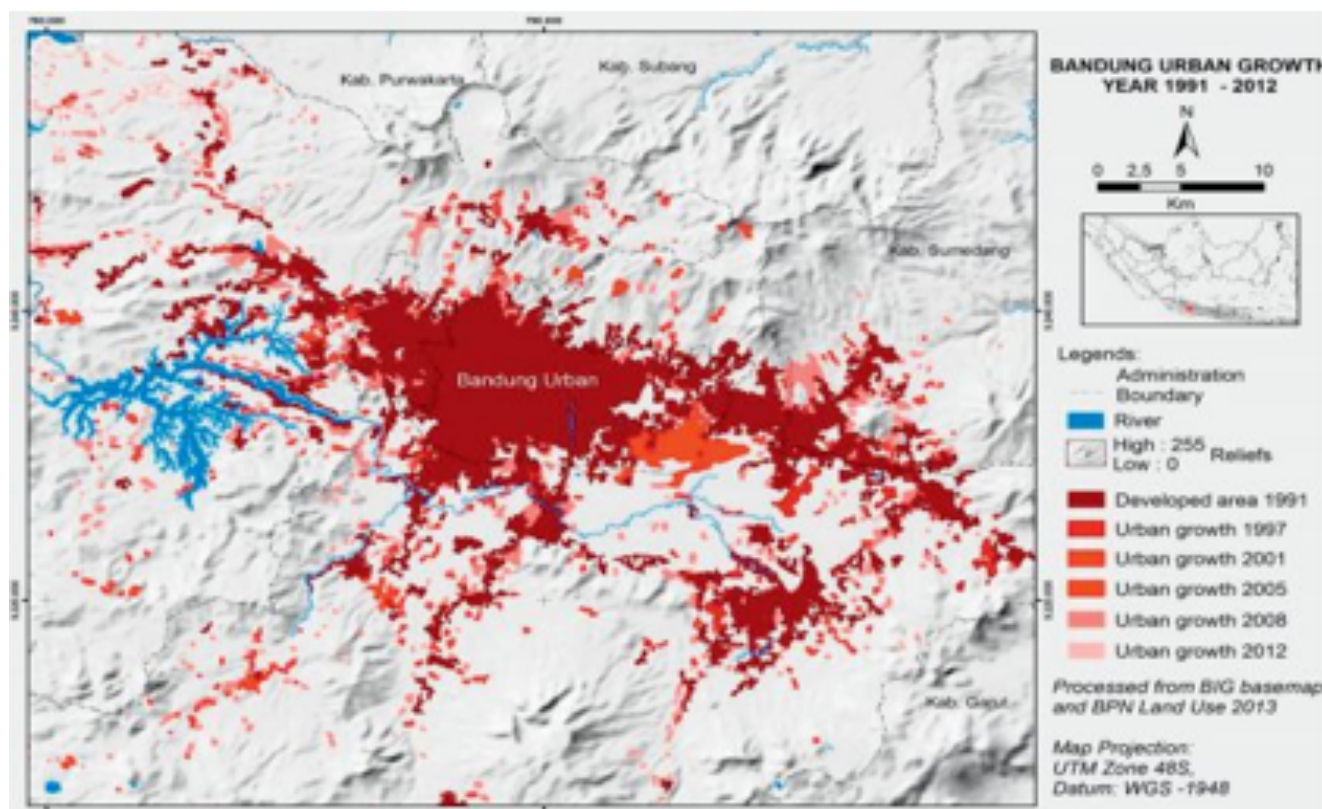 BANDUNG URBAN GROWTH
YEAR 1991 - 2012
N
0 2,5 5 10
Km
Kab. Purwakarta
Kab. Subang
Kab. Sumedang
Bandung Urban
Kab. Garut
Legends:
Administration
Boundary
River
High : 255
Low : 0
Reliefs
Developed area 1991
Urban growth 1997
Urban growth 2001
Urban growth 2005
Urban growth 2008
Urban growth 2012
Processed from BIG basemap
and BPN Land Use 2013
Map Projection:
UTM Zone 48S,
Datum: WGS -1948